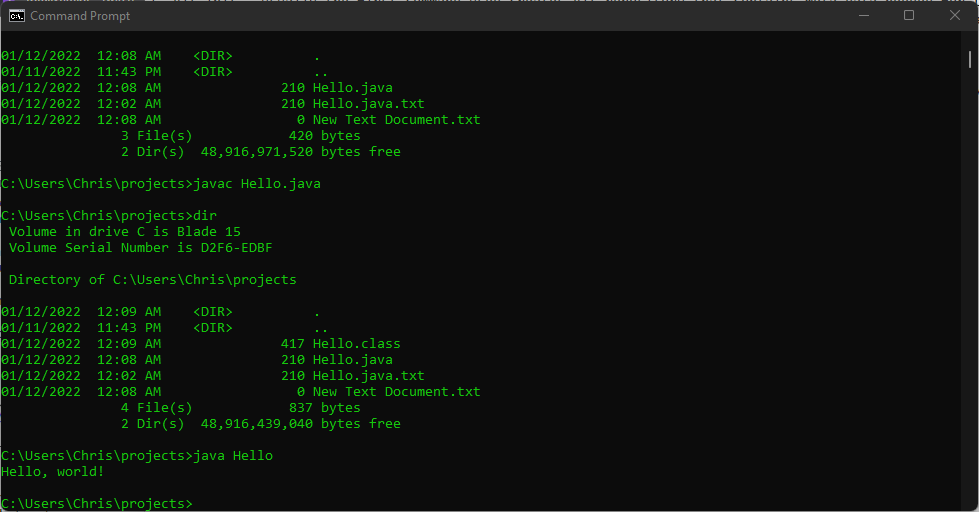 Command Prompt
01/12/2022  12:08 AM    <DIR>          .
01/11/2022  11:43 PM    <DIR>          ..
01/12/2022  12:08 AM               210 Hello.java
01/12/2022  12:02 AM               210 Hello.java.txt
01/12/2022  12:08 AM                 0 New Text Document.txt
               3 File(s)            420 bytes
               2 Dir(s)  48,916,971,520 bytes free
C:\Users\Chris\projects>javac Hello.java
C:\Users\Chris\projects>dir
 Volume in drive C is Blade 15
 Volume Serial Number is D2F6-EDBF
 Directory of C:\Users\Chris\projects
01/12/2022  12:09 AM    <DIR>          .
01/11/2022  11:43 PM    <DIR>          ..
01/12/2022  12:09 AM               417 Hello.class
01/12/2022  12:08 AM               210 Hello.java
01/12/2022  12:02 AM               210 Hello.java.txt
01/12/2022  12:08 AM                 0 New Text Document.txt
               4 File(s)            837 bytes
               2 Dir(s)  48,916,439,040 bytes free
C:\Users\Chris\projects>java Hello
Hello, world!
C:\Users\Chris\projects>